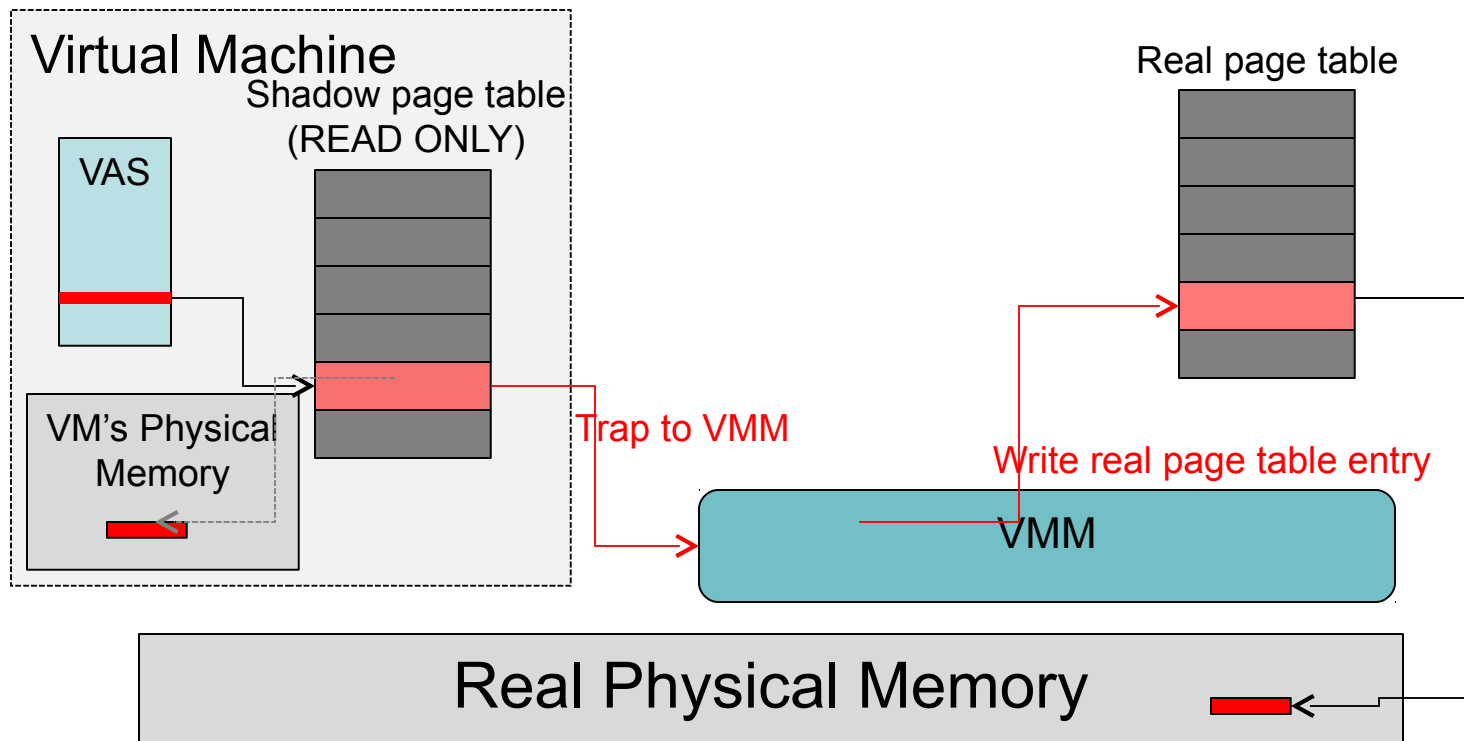 Virtual Machine
Shadow page table
(READ ONLY)
VAS
VM's Physical
Memory
Real page table
Trap to VMM
Write real page table entry
VMM
Real Physical Memory